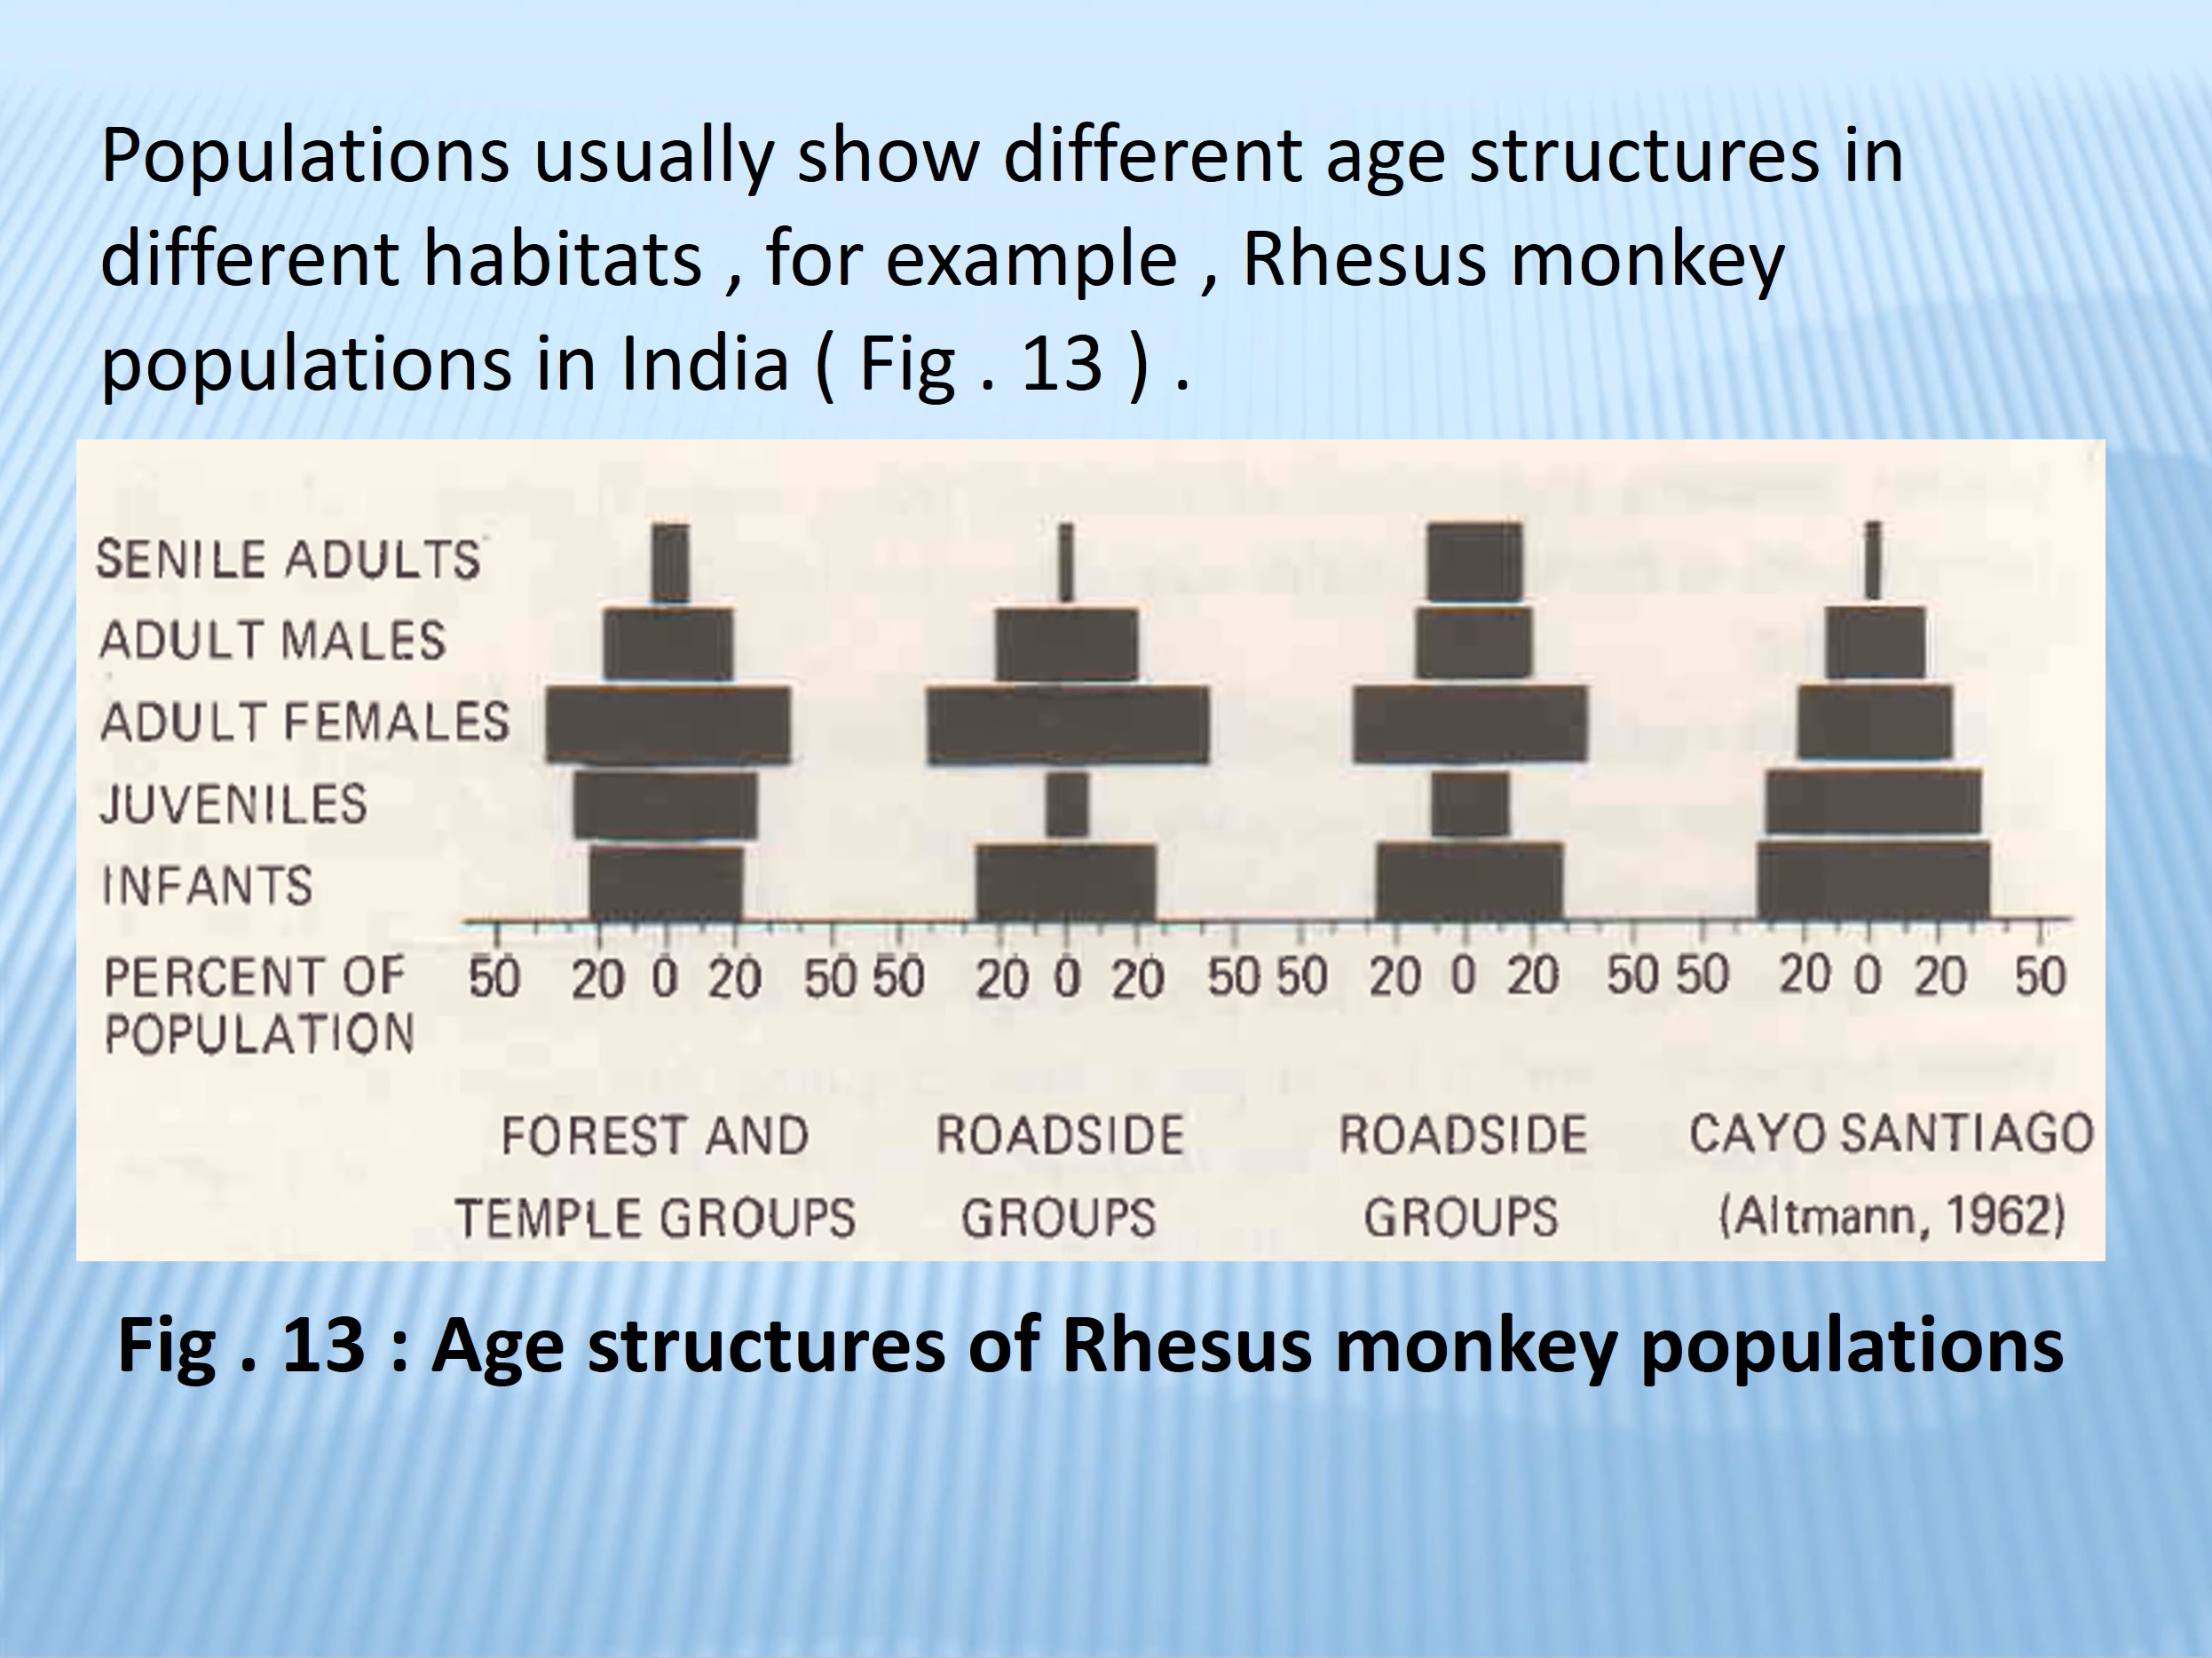 Populations usually show different age structures in
different habitats , for example , Rhesus monkey
populations in India ( Fig . 13 ) .
SENILE ADULTS
ADULT MALES
ADULT FEMALES
JUVENILES
INFANTS
PERCENT OF
POPULATION
50 20 0 20 50 50 20 0 20 50 50 20 0 20 50 50 20 0 20 50
FOREST AND
TEMPLE GROUPS
ROADSIDE
GROUPS
ROADSIDE
GROUPS
CAYO SANTIAGO
(Altmann, 1962)
Fig . 13 : Age structures of Rhesus monkey populations